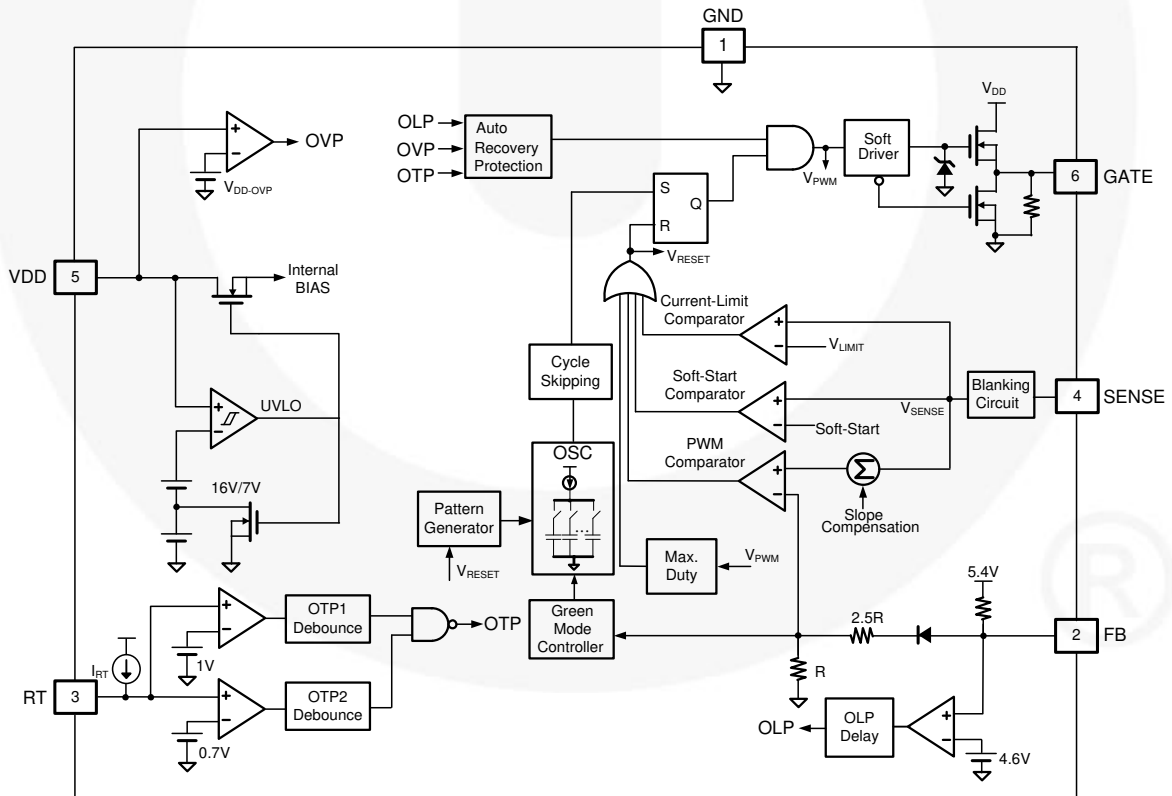 GND
1
VDD
OLP
OVP
OTP
Auto
Recovery
Protection
+
−
OVP
VDD-OVP
VPWM
Soft
Driver
6
GATE
S
R
Q
VRESET
VDD
5
Internal
BIAS
Current-Limit
Comparator
+
−
VLIMIT
Cycle
Skipping
Soft-Start
Comparator
+
−
Soft-Start
VSENSE
Blanking
Circuit
4
SENSE
+
−
UVLO
16V/7V
OSC
PWM
Comparator
+
−
Σ
Slope
Compensation
Pattern
Generator
VRESET
Max.
Duty
VPWM
5.4V
Green
Mode
Controller
2.5R
R
2
FB
IRT
RT
3
+
−
1V
OTP1
Debounce
OTP
+
−
0.7V
OTP2
Debounce
OLP
OLP
Delay
+
−
4.6V
®